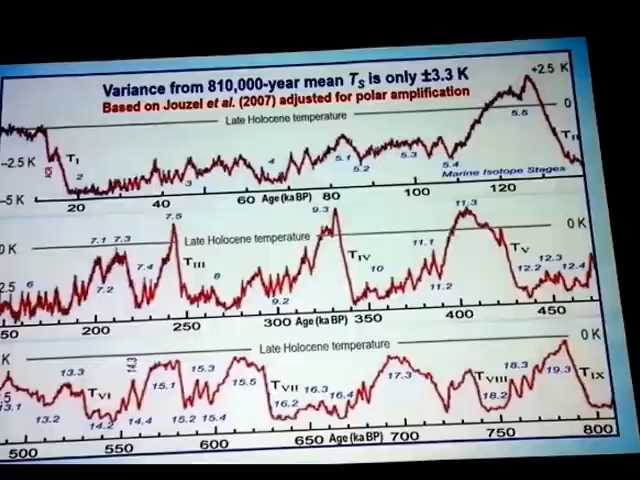 Variance from 810,000-year mean TS is only ±3.3 K
Based on Jouzel et al. (2007) adjusted for polar amplification
+2.5 K
Late Holocene temperature
0
5.5
TI
-2.5 K
2
3
4
5.1
5.2
5.3
5.4
Marine Isotope Stages
-5 K
20
40
60 Age (ka BP) 80
100
120
7.5
9.3
11.3
0 K
Late Holocene temperature
0 K
7.1
7.3
7.4
TIII
8
TIV
10
11.1
TV
12.3
12.2
12.4
2.5
6
7.2
9.2
11.2
50
200
250
300 Age (ka BP) 350
400
450
0 K
K
Late Holocene temperature
13.3
14.3
15.3
15.1
15.5
TVII
16.3
16.2
16.4
17.3
TVIII
18.3
18.2
19.3
TIX
.5
13.1
13.2
TVI
14.2
14.4
15.2
15.4
500
550
600
650 Age (ka BP) 700
750
800